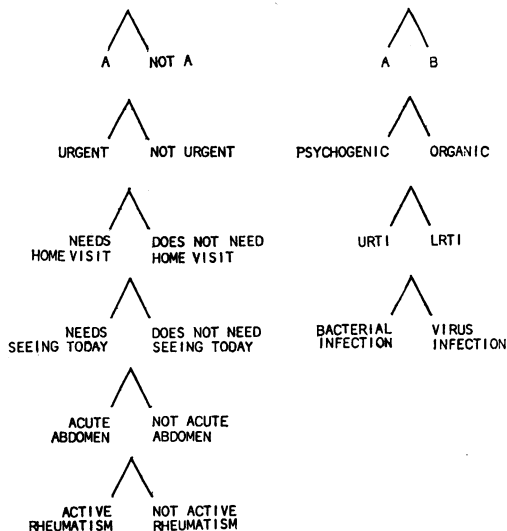 A NOT A
URGENT NOT URGENT
NEEDS DOES NOT NEED
HOME VISIT HOME VISIT
NEEDS DOES NOT NEED
SEEING TODAY SEEING TODAY
ACUTE NOT ACUTE
ABDOMEN ABDOMEN
ACTIVE NOT ACTIVE
RHEUMATISM RHEUMATISM
A B
PSYCHOGENIC ORGANIC
URTI LRTI
BACTERIAL VIRUS
INFECTION INFECTION